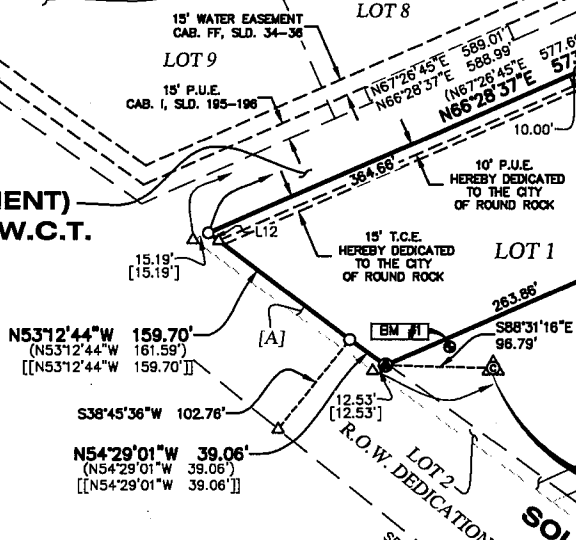 LOT 8
15' WATER EASEMENT
CAB. FF, SLD. 34-36
LOT 9
15' P.U.E.
CAB. I, SLD. 195-196
[N67°26'45"E 589.01']
N66°28'37"E 588.99'
(N67°26'45"E 577.6
N66°28'37"E 573
10.00'
364.66'
10' P.U.E.
HEREBY DEDICATED
TO THE CITY
OF ROUND ROCK
MENT)
W.C.T.
L12
15.19'
[15.19']
15' T.C.E.
HEREBY DEDICATED
TO THE CITY
OF ROUND ROCK
LOT 1
263.86'
N53°12'44"W 159.70'
(N53°12'44"W 161.59')
[[N53°12'44"W 159.70']]
[A]
BM #1
S88°31'16"E
96.79'
C
S38°45'36"W 102.76'
12.53'
[12.53']
N54°29'01"W 39.06'
(N54°29'01"W 39.06')
[[N54°29'01"W 39.06']]
LOT 2
R.O.W. DEDICATION
SOU